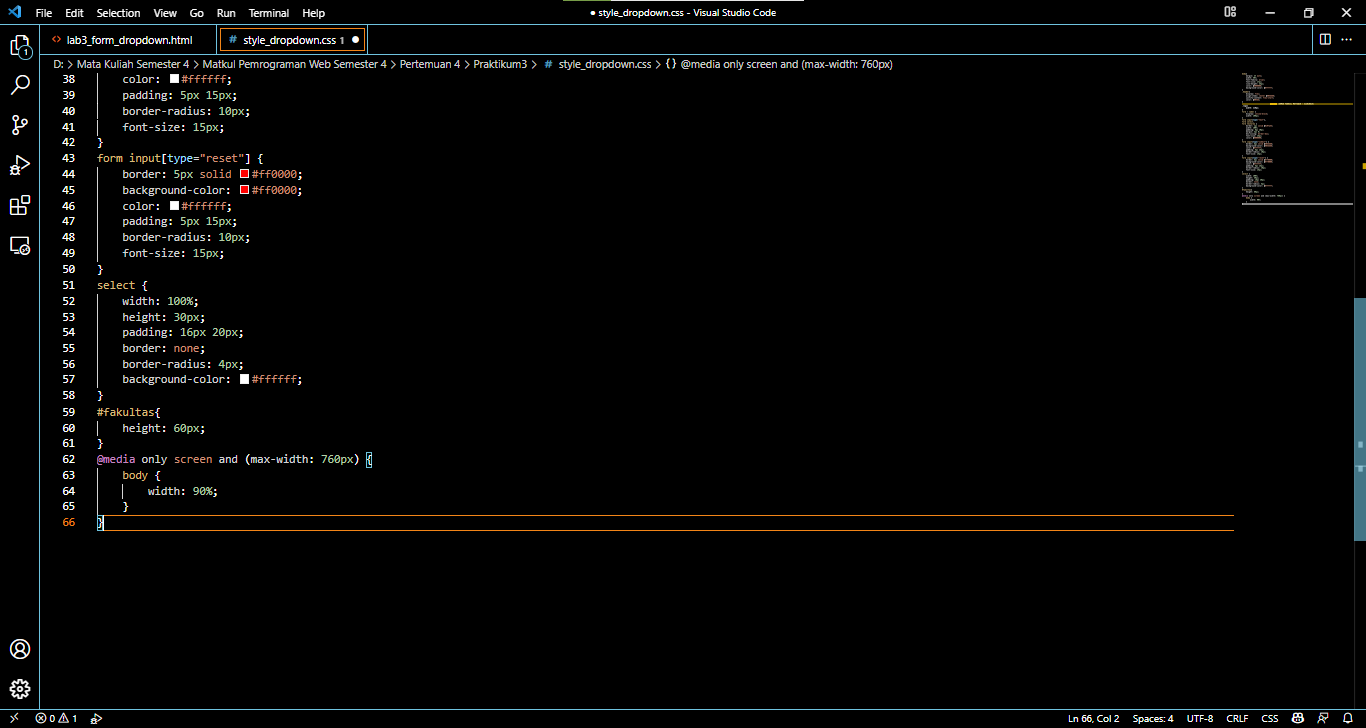 File Edit Selection View Go Run Terminal Help
● style_dropdown.css - Visual Studio Code
<> lab3_form_dropdown.html
# style_dropdown.css 1 ●
D: > Mata Kuliah Semester 4 > Matkul Pemrograman Web Semester 4 > Pertemuan 4 > Praktikum3 > # style_dropdown.css > {} @media only screen and (max-width: 760px)
1
38 color: #ffffff;
39 padding: 5px 15px;
40 border-radius: 10px;
41 font-size: 15px;
42 }
43 form input[type="reset"] {
44 border: 5px solid #ff0000;
45 background-color: #ff0000;
46 color: #ffffff;
47 padding: 5px 15px;
48 border-radius: 10px;
49 font-size: 15px;
50 }
51 select {
52 width: 100%;
53 height: 30px;
54 padding: 16px 20px;
55 border: none;
56 border-radius: 4px;
57 background-color: #ffffff;
58 }
59 #fakultas{
60 height: 60px;
61 }
62 @media only screen and (max-width: 760px) {
63 body {
64 width: 90%;
65 }
66 }
0 1
Ln 66, Col 2 Spaces: 4 UTF-8 CRLF CSS